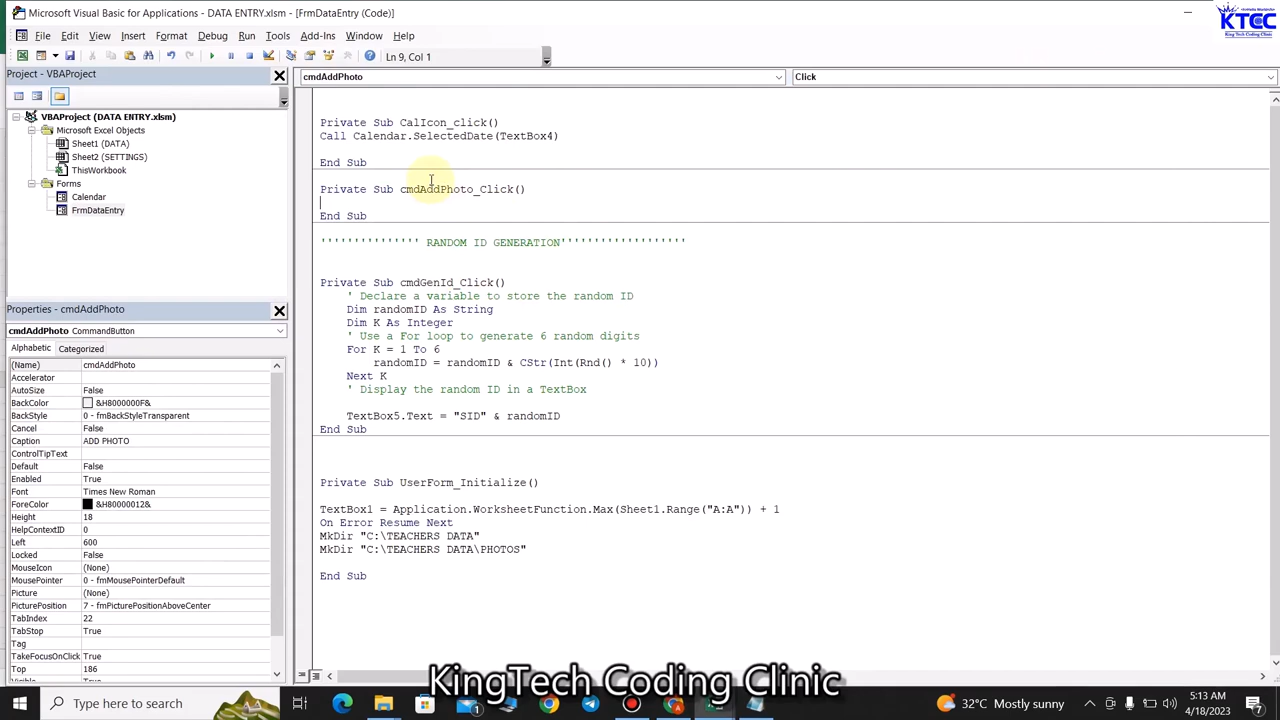 Microsoft Visual Basic for Applications - DATA ENTRY.xlsm - [FrmDataEntry (Code)]
KTCC
King Tech Coding Clinic
File Edit View Insert Format Debug Run Tools Add-Ins Window Help
Ln 9, Col 1
Project - VBAProject
cmdAddPhoto
Click
VBAProject (DATA ENTRY.xlsm)
Microsoft Excel Objects
Sheet1 (DATA)
Sheet2 (SETTINGS)
ThisWorkbook
Forms
Calendar
FrmDataEntry
Properties - cmdAddPhoto
cmdAddPhoto CommandButton
Alphabetic Categorized
(Name) cmdAddPhoto
Accelerator
AutoSize False
BackColor &H8000000F&
BackStyle 0 - fmBackStyleTransparent
Cancel False
Caption ADD PHOTO
ControlTipText
Default False
Enabled True
Font Times New Roman
ForeColor &H80000012&
Height 18
HelpContextID 0
Left 600
Locked False
MouseIcon (None)
MousePointer 0 - fmMousePointerDefault
Picture (None)
PicturePosition 7 - fmPicturePositionAboveCenter
TabIndex 22
TabStop True
Tag
TakeFocusOnClick True
Top 186
Private Sub CalIcon_click()
Call Calendar.SelectedDate(TextBox4)
End Sub
Private Sub cmdAddPhoto_Click()
End Sub
''''''''''''''' RANDOM ID GENERATION'''''''''''''''''''
Private Sub cmdGenId_Click()
' Declare a variable to store the random ID
Dim randomID As String
Dim K As Integer
' Use a For loop to generate 6 random digits
For K = 1 To 6
randomID = randomID & CStr(Int(Rnd() * 10))
Next K
' Display the random ID in a TextBox
TextBox5.Text = "SID" & randomID
End Sub
Private Sub UserForm_Initialize()
TextBox1 = Application.WorksheetFunction.Max(Sheet1.Range("A:A")) + 1
On Error Resume Next
MkDir "C:\TEACHERS DATA"
MkDir "C:\TEACHERS DATA\PHOTOS"
End Sub
KingTech Coding Clinic
Type here to search
32°C Mostly sunny
5:13 AM
4/18/2023
7